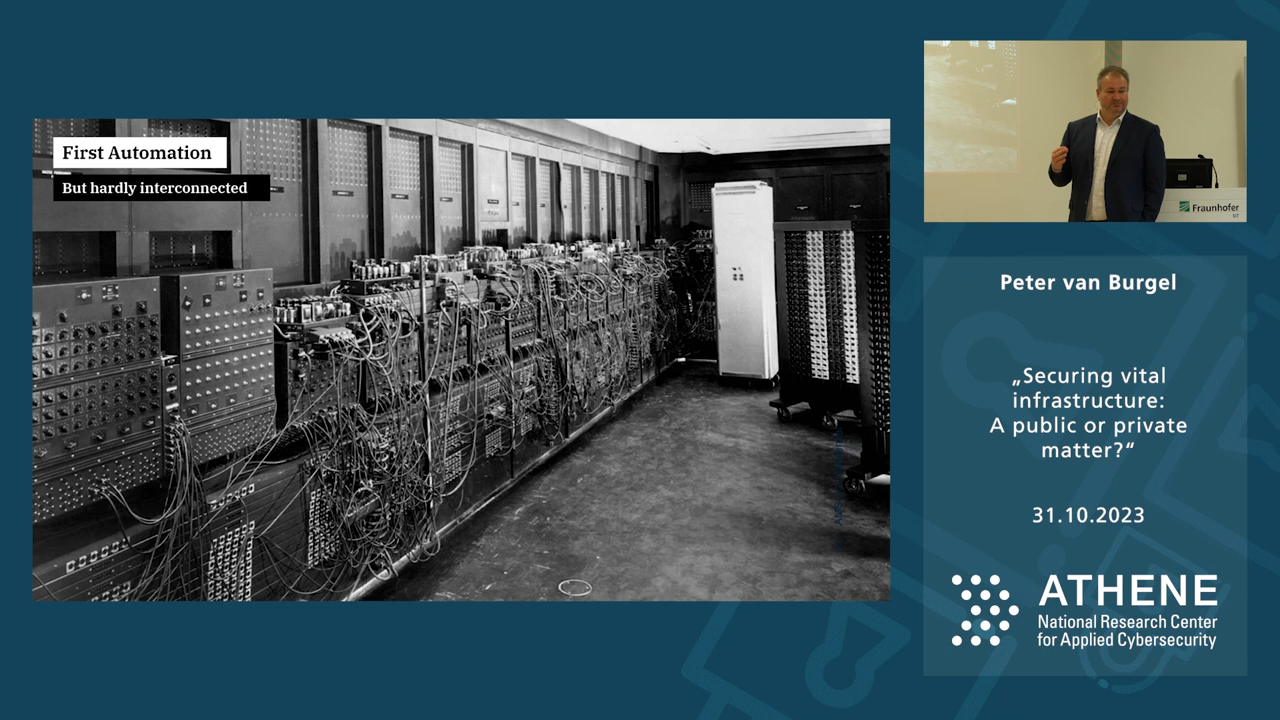 First Automation
But hardly interconnected
Fraunhofer
SIT
Peter van Burgel
„Securing vital
infrastructure:
A public or private
matter?“
31.10.2023
ATHENE
National Research Center
for Applied Cybersecurity